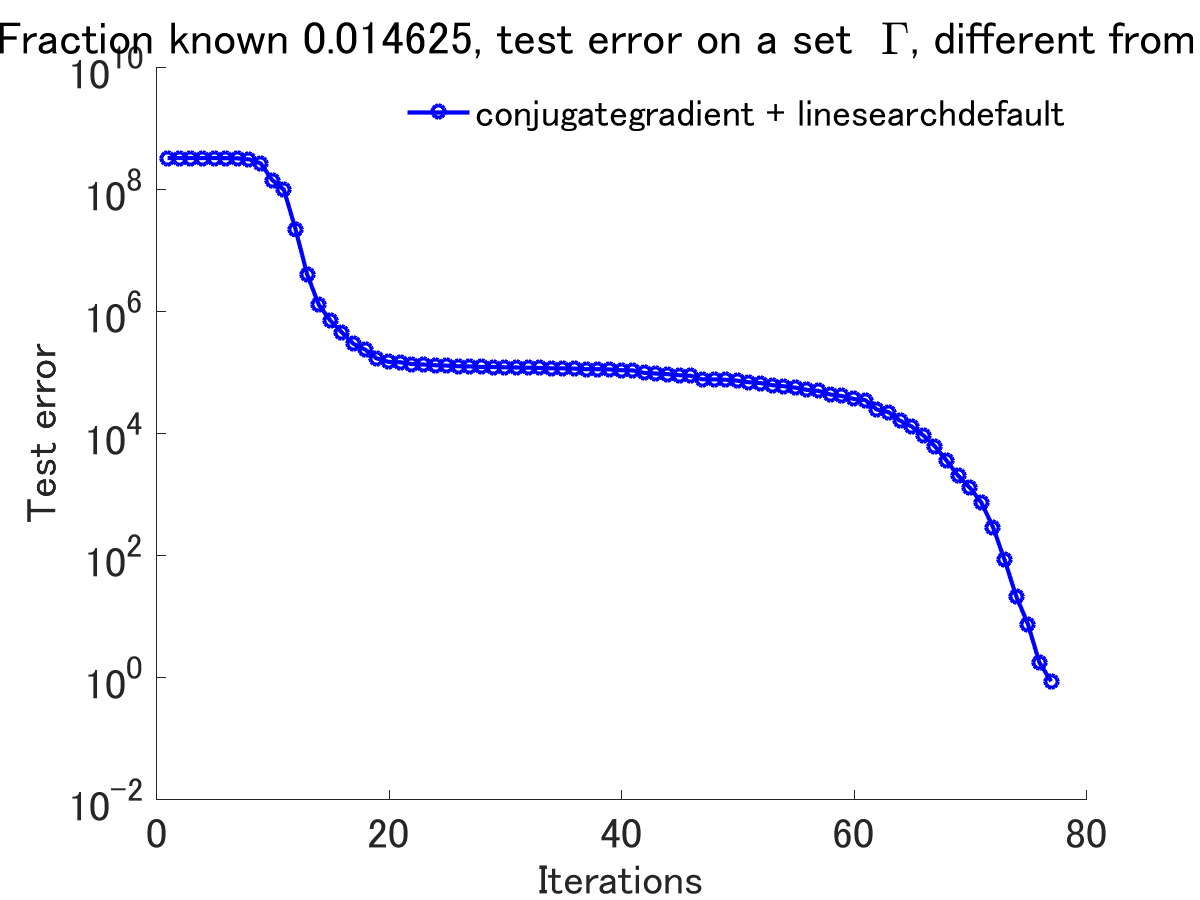 Fraction known 0.014625, test error on a set Γ, different from
10^10
conjugategradient + linesearchdefault
10^8
10^6
10^4
10^2
10^0
10^−2
Test error
0 20 40 60 80
Iterations